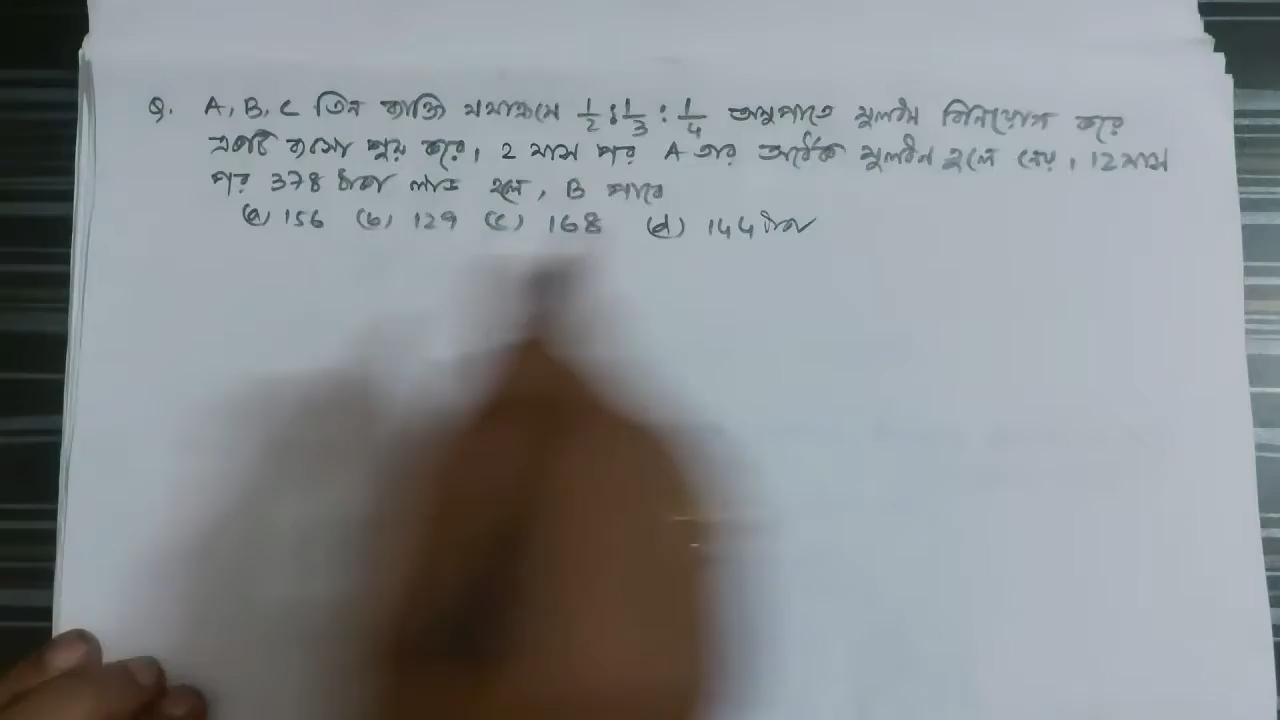 Q. A, B, C তিন ব্যক্তি যথাক্রমে 1/2 : 1/3 : 1/4 অনুপাতে মূলধন বিনিয়োগ করে
একটি ব্যবসা শুরু করে। 2 মাস পর A তার অর্ধেক মূলধন তুলে নেয়। 12 মাস
পর 378 টাকা লাভ হলে, B পাবে
(a) 156 (b) 129 (c) 168 (d) 144 টাকা